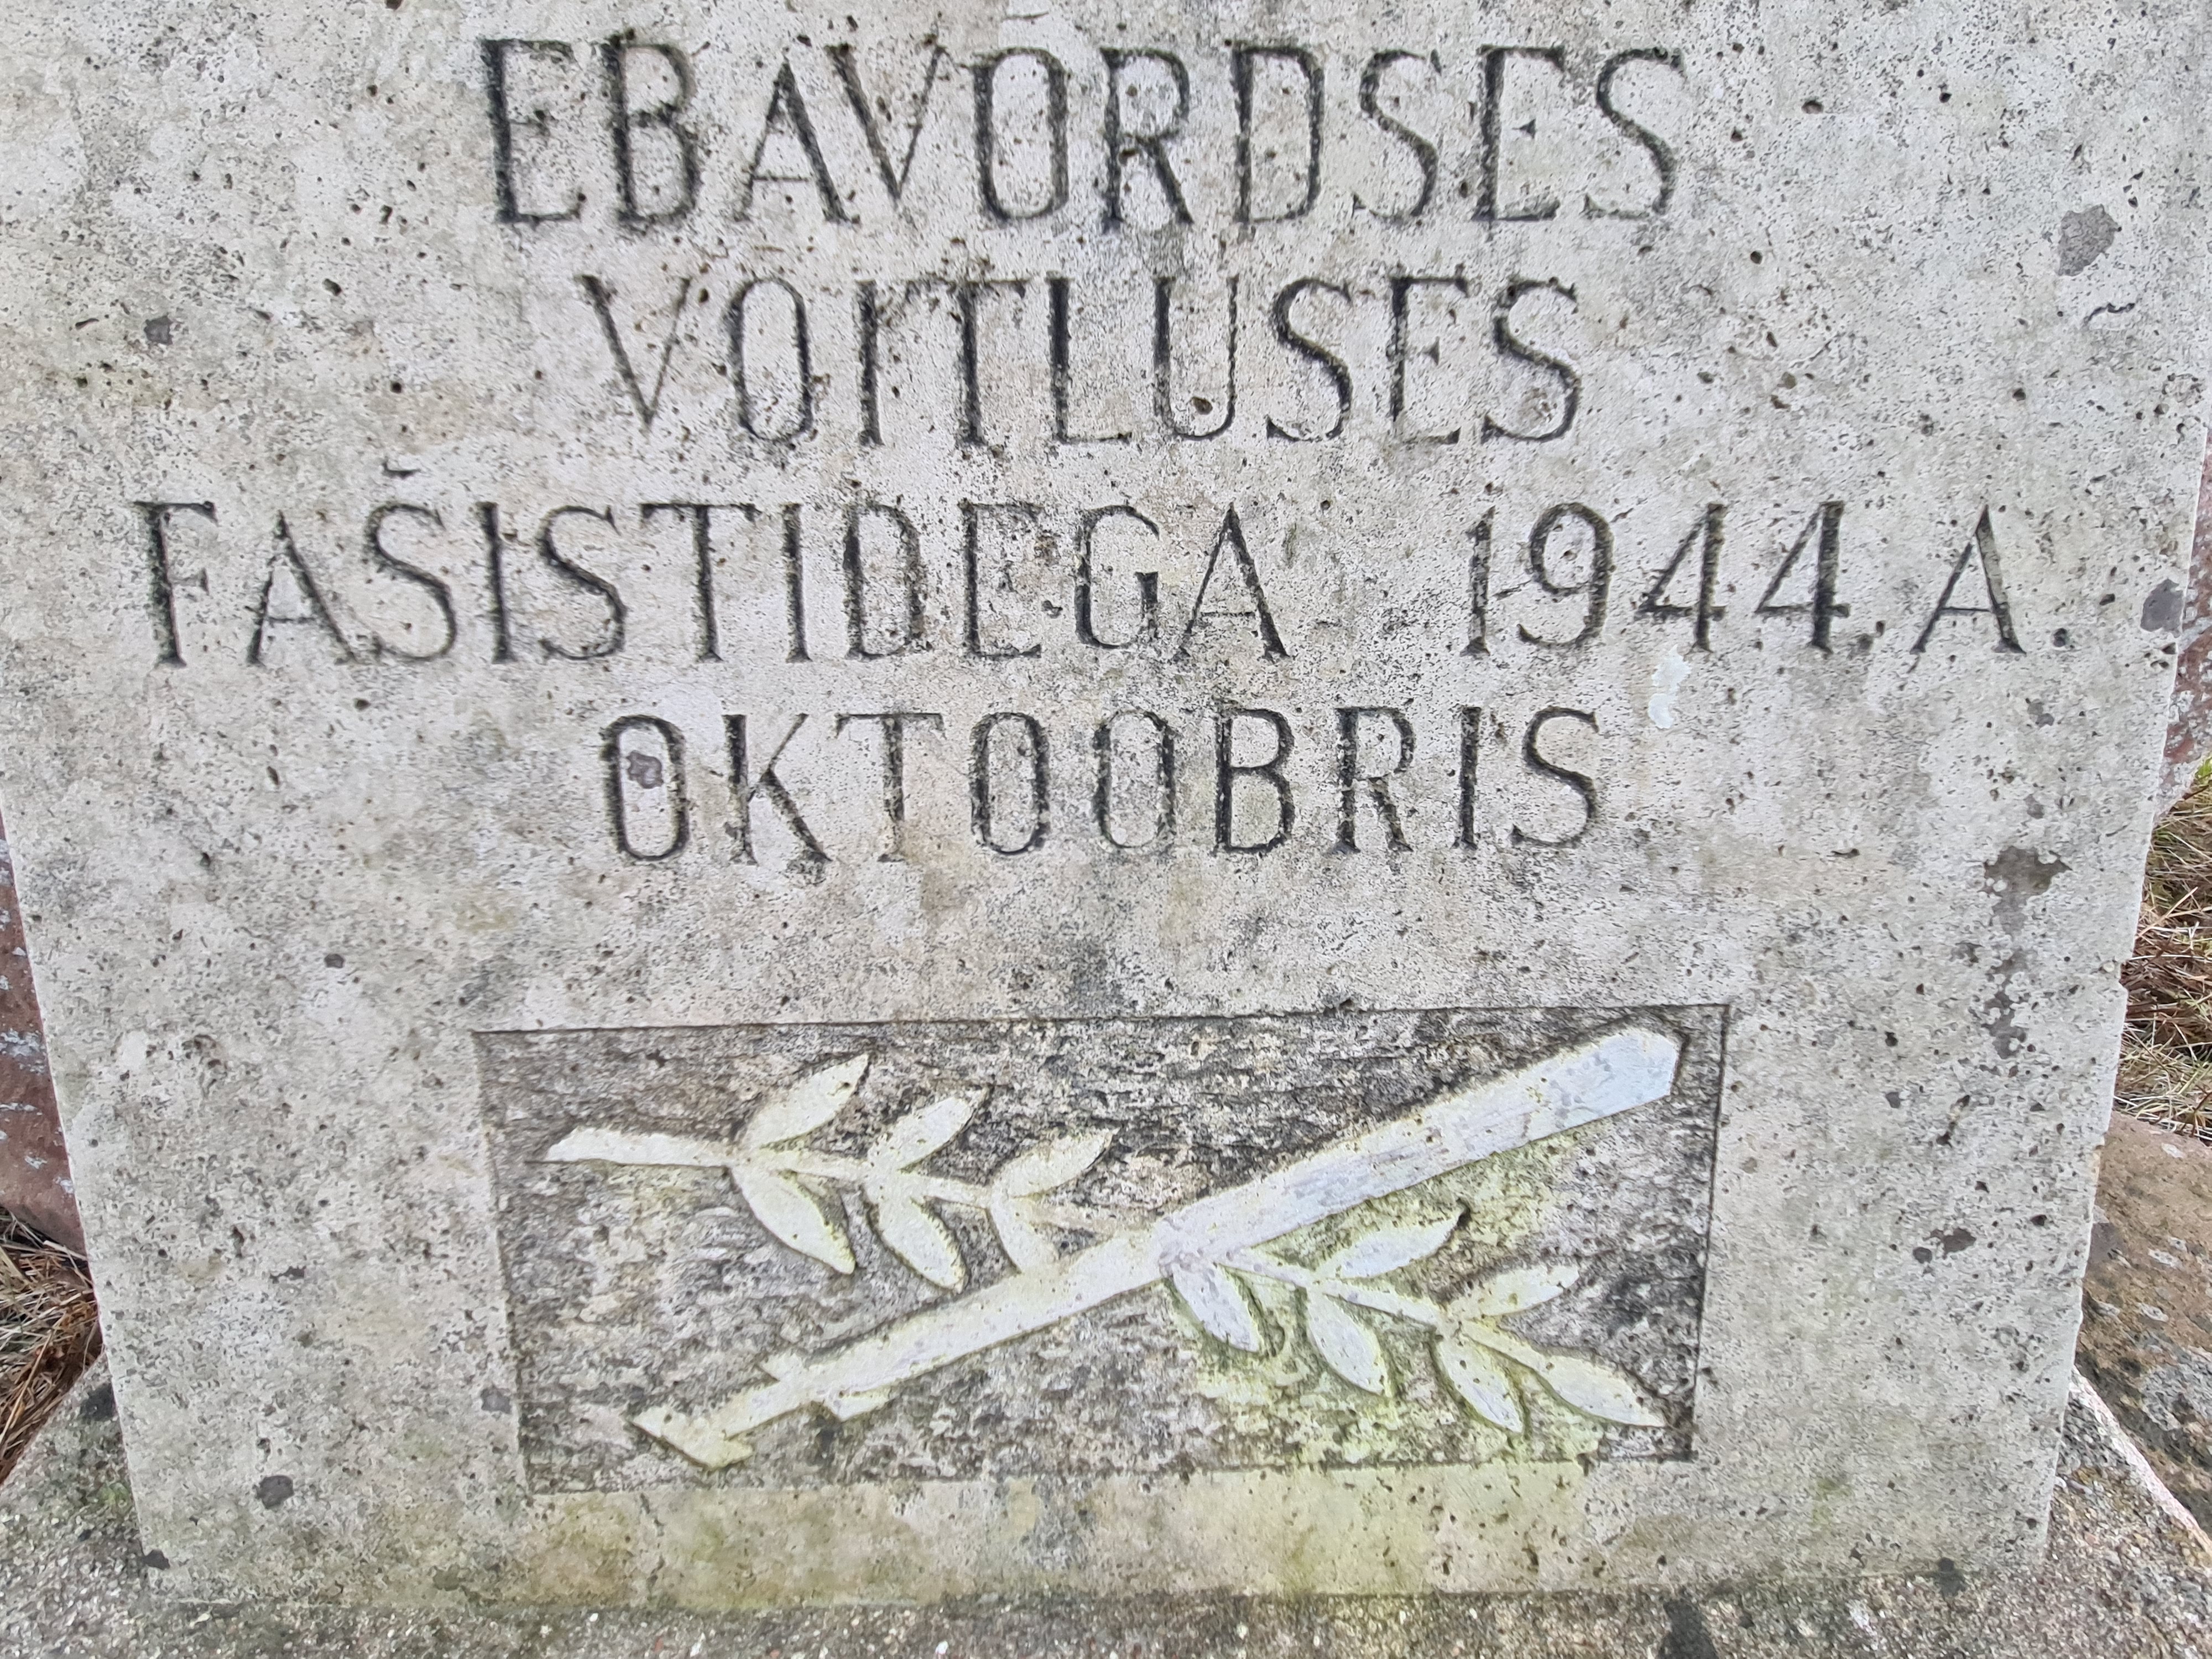 EBAVÕRDSES
VÕITLUSES
FAŠISTIDEGA 1944. A.
OKTOOBRIS